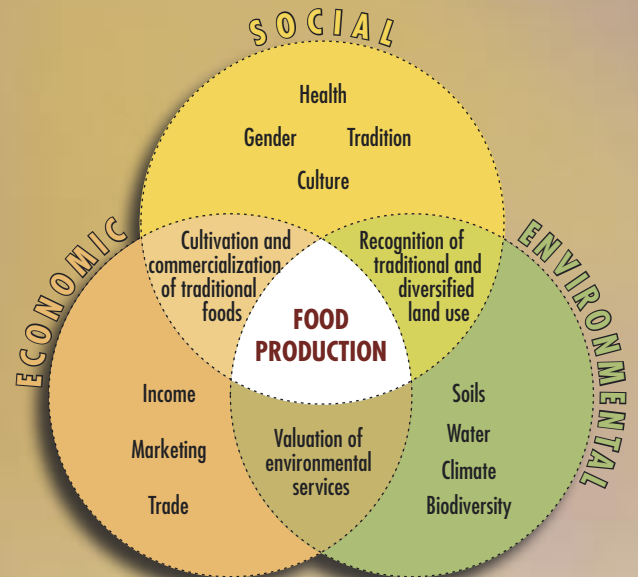 SOCIAL
Health
Gender Tradition
Culture
ECONOMIC
ENVIRONMENTAL
Cultivation and
commercialization
of traditional
foods
Recognition of
traditional and
diversified
land use
FOOD
PRODUCTION
Income
Marketing
Trade
Valuation of
environmental
services
Soils
Water
Climate
Biodiversity